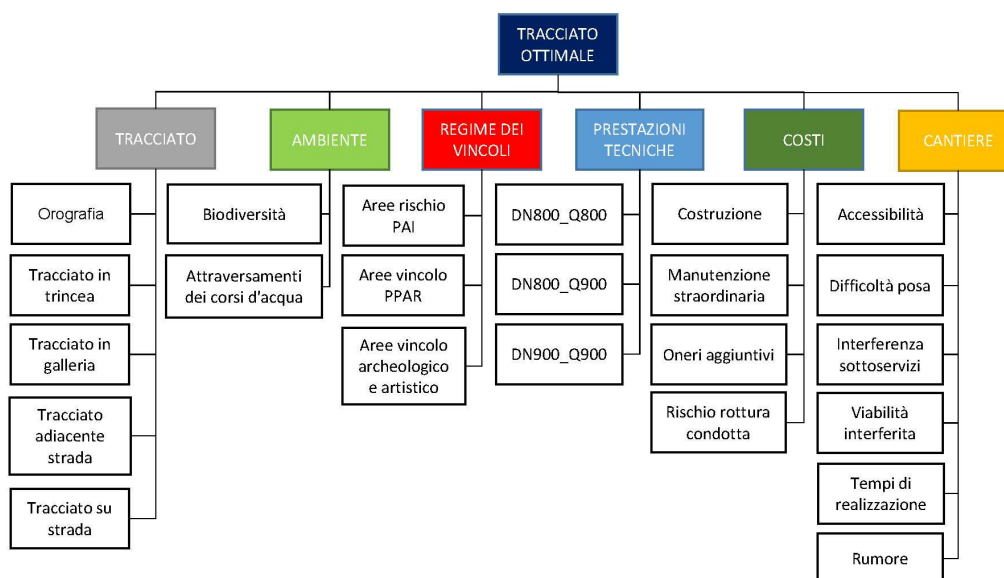 TRACCIATO
OTTIMALE
TRACCIATO
AMBIENTE
REGIME DEI
VINCOLI
PRESTAZIONI
TECNICHE
COSTI
CANTIERE
Orografia
Tracciato in
trincea
Tracciato in
galleria
Tracciato
adiacente
strada
Tracciato su
strada
Biodiversità
Attraversamenti
dei corsi d'acqua
Aree rischio
PAI
Aree vincolo
PPAR
Aree vincolo
archeologico
e artistico
DN800_Q800
DN800_Q900
DN900_Q900
Costruzione
Manutenzione
straordinaria
Oneri aggiuntivi
Rischio rottura
condotta
Accessibilità
Difficoltà posa
Interferenza
sottoservizi
Viabilità
interferita
Tempi di
realizzazione
Rumore